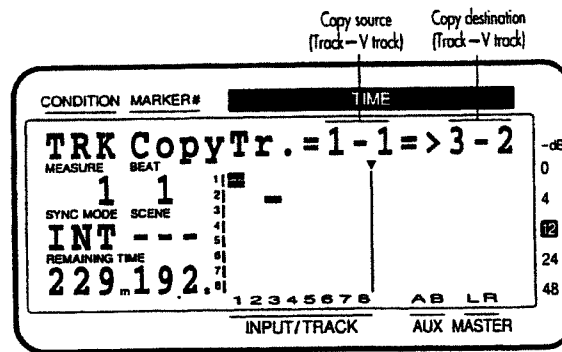 Copy source
(Track–V track)
Copy destination
(Track–V track)
CONDITION MARKER# TIME
TRK CopyTr.=1-1=>3-2
-dB
MEASURE BEAT
1 1
0
4
12
24
48
SYNC MODE SCENE
INT ---
REMAINING TIME
229m192.s
1
2
3
4
5
6
7
8
1 2 3 4 5 6 7 8 AB LR
INPUT/TRACK AUX MASTER